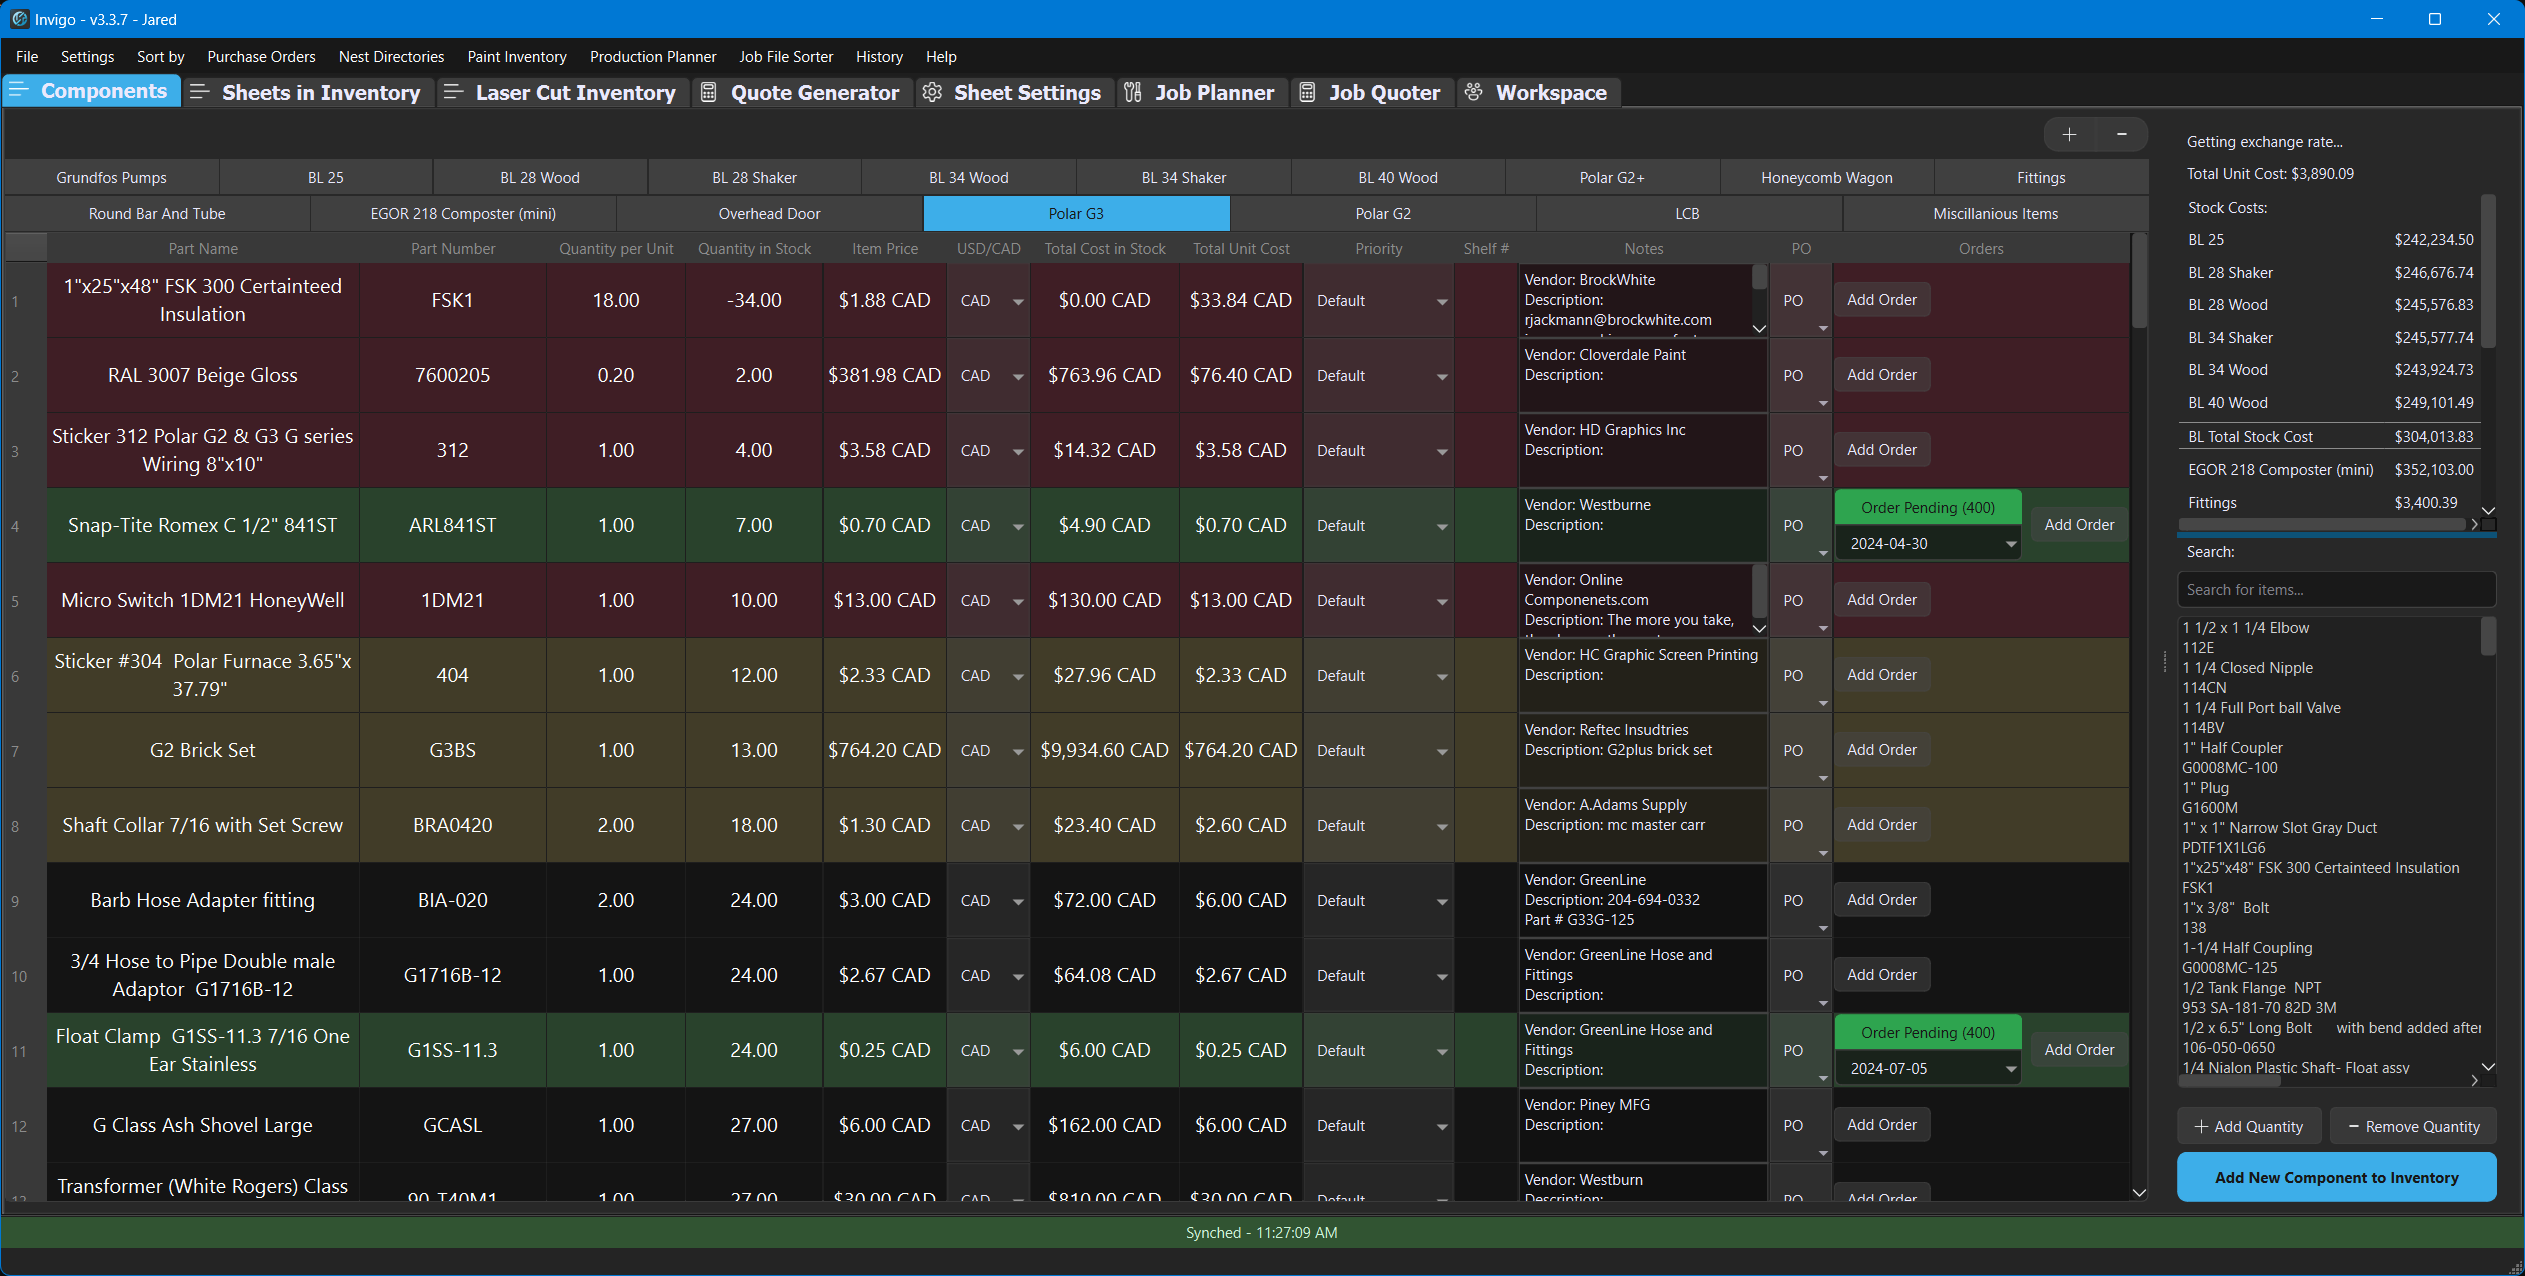 Invigo - v3.3.7 - Jared
File Settings Sort by Purchase Orders Nest Directories Paint Inventory Production Planner Job File Sorter History Help
Components Sheets in Inventory Laser Cut Inventory Quote Generator Sheet Settings Job Planner Job Quoter Workspace
+ -
Grundfos Pumps BL 25 BL 28 Wood BL 28 Shaker BL 34 Wood BL 34 Shaker BL 40 Wood Polar G2+ Honeycomb Wagon Fittings
Round Bar And Tube EGOR 218 Composter (mini) Overhead Door Polar G3 Polar G2 LCB Miscillanious Items
Part Name Part Number Quantity per Unit Quantity in Stock Item Price USD/CAD Total Cost in Stock Total Unit Cost Priority Shelf # Notes PO Orders
1 1"x25"x48" FSK 300 Certainteed
Insulation FSK1 18.00 -34.00 $1.88 CAD CAD $0.00 CAD $33.84 CAD Default
Vendor: BrockWhite
Description:
rjackmann@brockwhite.com
PO Add Order
2 RAL 3007 Beige Gloss 7600205 0.20 2.00 $381.98 CAD CAD $763.96 CAD $76.40 CAD Default
Vendor: Cloverdale Paint
Description:
PO Add Order
3 Sticker 312 Polar G2 & G3 G series
Wiring 8"x10" 312 1.00 4.00 $3.58 CAD CAD $14.32 CAD $3.58 CAD Default
Vendor: HD Graphics Inc
Description:
PO Add Order
4 Snap-Tite Romex C 1/2" 841ST ARL841ST 1.00 7.00 $0.70 CAD CAD $4.90 CAD $0.70 CAD Default
Vendor: Westburne
Description:
PO Order Pending (400)
2024-04-30
Add Order
5 Micro Switch 1DM21 HoneyWell 1DM21 1.00 10.00 $13.00 CAD CAD $130.00 CAD $13.00 CAD Default
Vendor: Online
Componenets.com
Description: The more you take,
PO Add Order
6 Sticker #304 Polar Furnace 3.65"x
37.79" 404 1.00 12.00 $2.33 CAD CAD $27.96 CAD $2.33 CAD Default
Vendor: HC Graphic Screen Printing
Description:
PO Add Order
7 G2 Brick Set G3BS 1.00 13.00 $764.20 CAD CAD $9,934.60 CAD $764.20 CAD Default
Vendor: Reftec Insudtries
Description: G2plus brick set
PO Add Order
8 Shaft Collar 7/16 with Set Screw BRA0420 2.00 18.00 $1.30 CAD CAD $23.40 CAD $2.60 CAD Default
Vendor: A.Adams Supply
Description: mc master carr
PO Add Order
9 Barb Hose Adapter fitting BIA-020 2.00 24.00 $3.00 CAD CAD $72.00 CAD $6.00 CAD Default
Vendor: GreenLine
Description: 204-694-0332
Part # G33G-125
PO Add Order
10 3/4 Hose to Pipe Double male
Adaptor G1716B-12 G1716B-12 1.00 24.00 $2.67 CAD CAD $64.08 CAD $2.67 CAD Default
Vendor: GreenLine Hose and
Fittings
Description:
PO Add Order
11 Float Clamp G1SS-11.3 7/16 One
Ear Stainless G1SS-11.3 1.00 24.00 $0.25 CAD CAD $6.00 CAD $0.25 CAD Default
Vendor: GreenLine Hose and
Fittings
Description:
PO Order Pending (400)
2024-07-05
Add Order
12 G Class Ash Shovel Large GCASL 1.00 27.00 $6.00 CAD CAD $162.00 CAD $6.00 CAD Default
Vendor: Piney MFG
Description:
PO Add Order
Transformer (White Rogers) Class 90-T40M1 1.00 27.00 $30.00 CAD CAD $810.00 CAD $30.00 CAD Default
Vendor: Westburn
Description:
PO Add Order
Getting exchange rate...
Total Unit Cost: $3,890.09
Stock Costs:
BL 25 $242,234.50
BL 28 Shaker $246,676.74
BL 28 Wood $245,576.83
BL 34 Shaker $245,577.74
BL 34 Wood $243,924.73
BL 40 Wood $249,101.49
BL Total Stock Cost $304,013.83
EGOR 218 Composter (mini) $352,103.00
Fittings $3,400.39
Search:
Search for items...
1 1/2 x 1 1/4 Elbow
112E
1 1/4 Closed Nipple
114CN
1 1/4 Full Port ball Valve
114BV
1" Half Coupler
G0008MC-100
1" Plug
G1600M
1" x 1" Narrow Slot Gray Duct
PDTF1X1LG6
1"x25"x48" FSK 300 Certainteed Insulation
FSK1
1"x 3/8" Bolt
138
1-1/4 Half Coupling
G0008MC-125
1/2 Tank Flange NPT
953 SA-181-70 82D 3M
1/2 x 6.5" Long Bolt with bend added after
106-050-0650
1/4 Nialon Plastic Shaft- Float assy
+ Add Quantity - Remove Quantity
Add New Component to Inventory
Synched - 11:27:09 AM